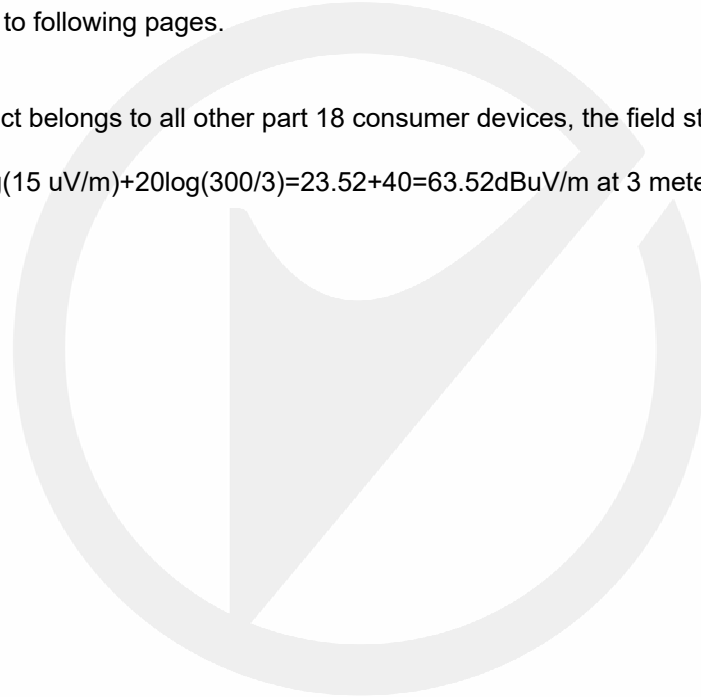 to following pages.
ct belongs to all other part 18 consumer devices, the field st
(15 uV/m)+20log(300/3)=23.52+40=63.52dBuV/m at 3 mete